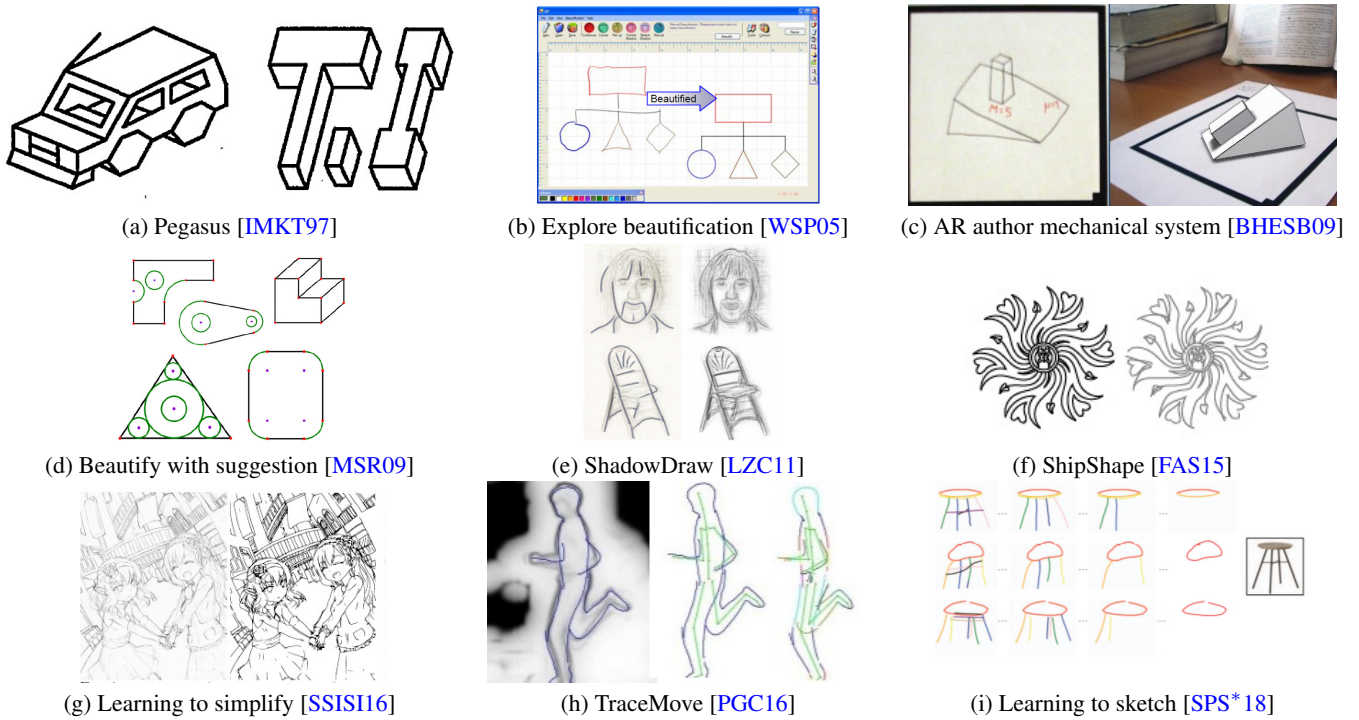 Beautified
M=5
(a) Pegasus [IMKT97]
(b) Explore beautification [WSP05]
(c) AR author mechanical system [BHESB09]
(d) Beautify with suggestion [MSR09]
(e) ShadowDraw [LZC11]
(f) ShipShape [FAS15]
... ... ...
... ... ...
... ... ...
(g) Learning to simplify [SSISI16]
(h) TraceMove [PGC16]
(i) Learning to sketch [SPS*18]